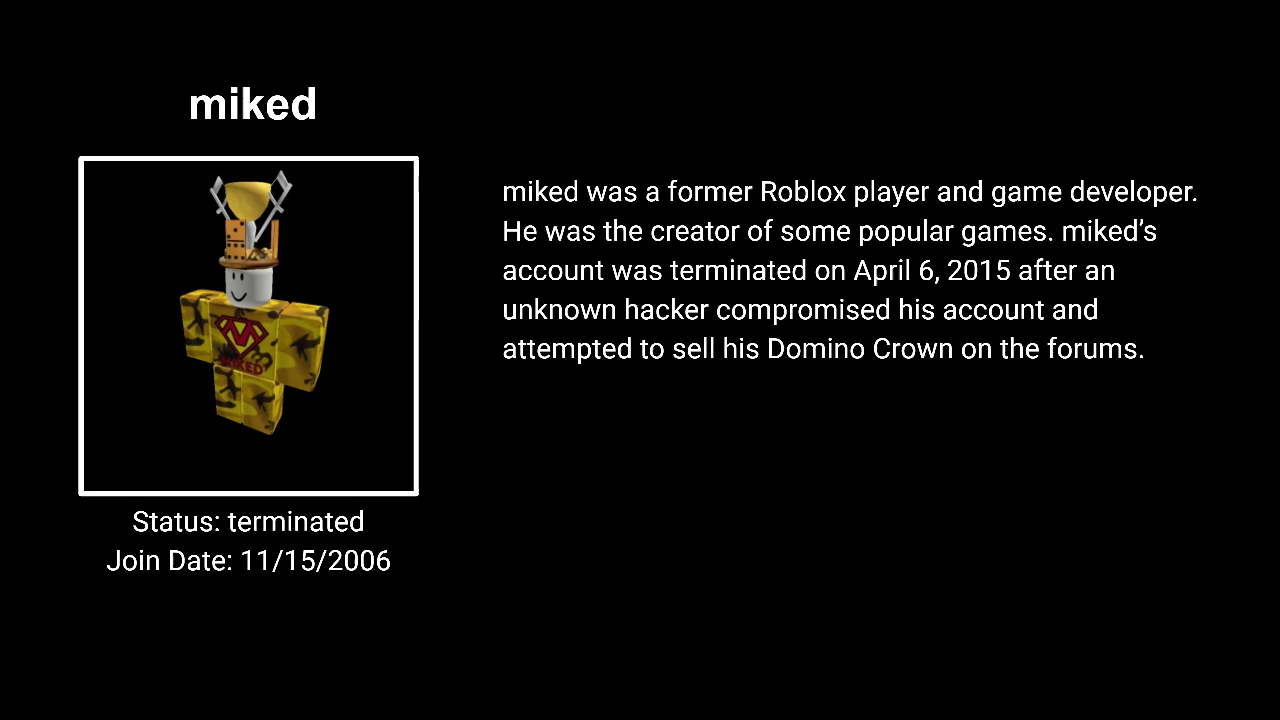 miked
MIKED
Status: terminated
Join Date: 11/15/2006
miked was a former Roblox player and game developer.
He was the creator of some popular games. miked’s
account was terminated on April 6, 2015 after an
unknown hacker compromised his account and
attempted to sell his Domino Crown on the forums.